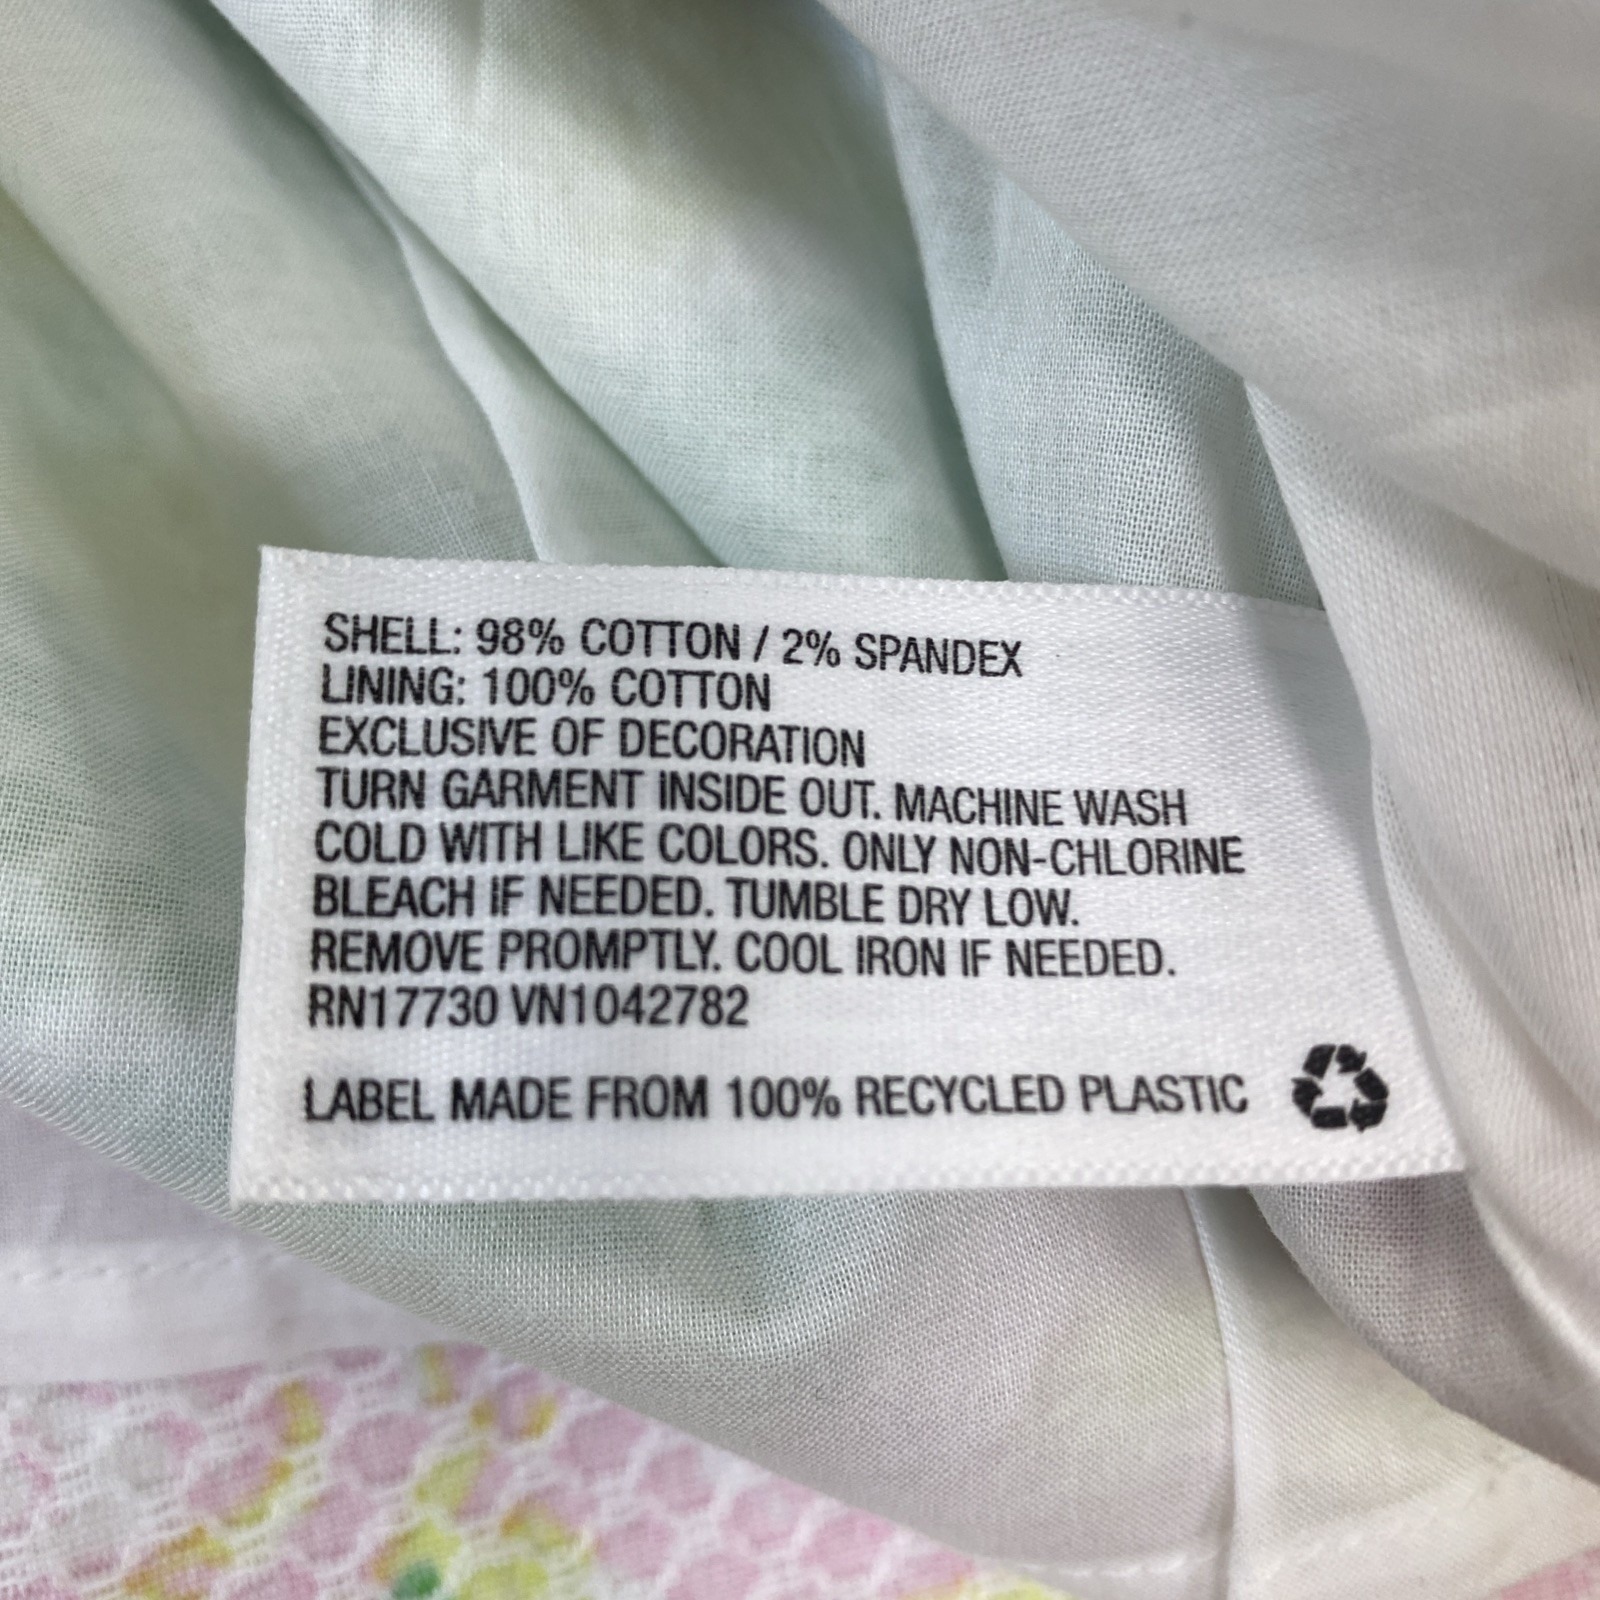 SHELL: 98% COTTON / 2% SPANDEX
LINING: 100% COTTON
EXCLUSIVE OF DECORATION
TURN GARMENT INSIDE OUT. MACHINE WASH
COLD WITH LIKE COLORS. ONLY NON-CHLORINE
BLEACH IF NEEDED. TUMBLE DRY LOW.
REMOVE PROMPTLY. COOL IRON IF NEEDED.
RN17730 VN1042782
LABEL MADE FROM 100% RECYCLED PLASTIC